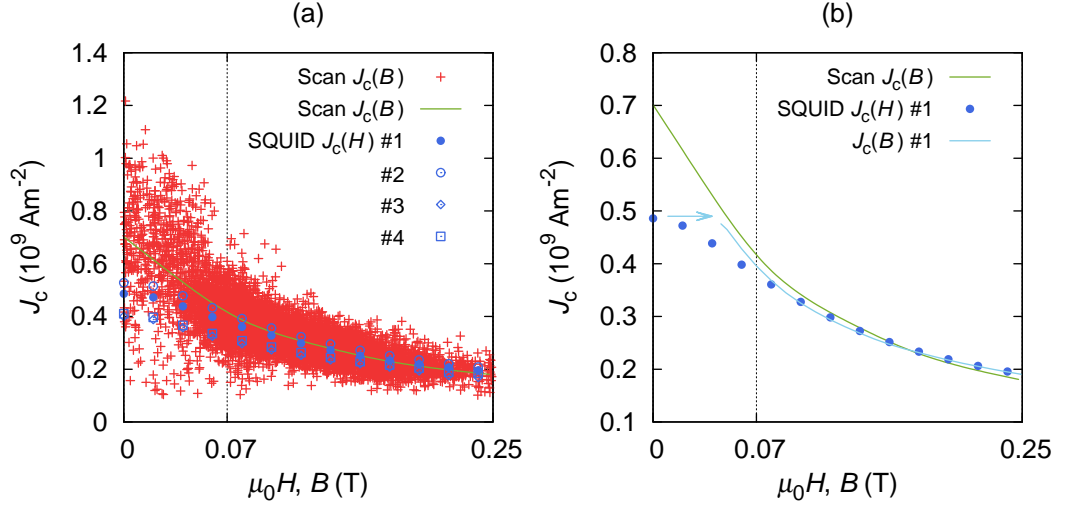 (a)
J_c (10^9 Am^-2)
1.4
1.2
1
0.8
0.6
0.4
0.2
0
0
0.07
0.25
μ_0H, B (T)
Scan J_c(B)
Scan J_c(B)
SQUID J_c(H) #1
#2
#3
#4
(b)
J_c (10^9 Am^-2)
0.8
0.7
0.6
0.5
0.4
0.3
0.2
0.1
0
0.07
0.25
μ_0H, B (T)
Scan J_c(B)
SQUID J_c(H) #1
J_c(B) #1